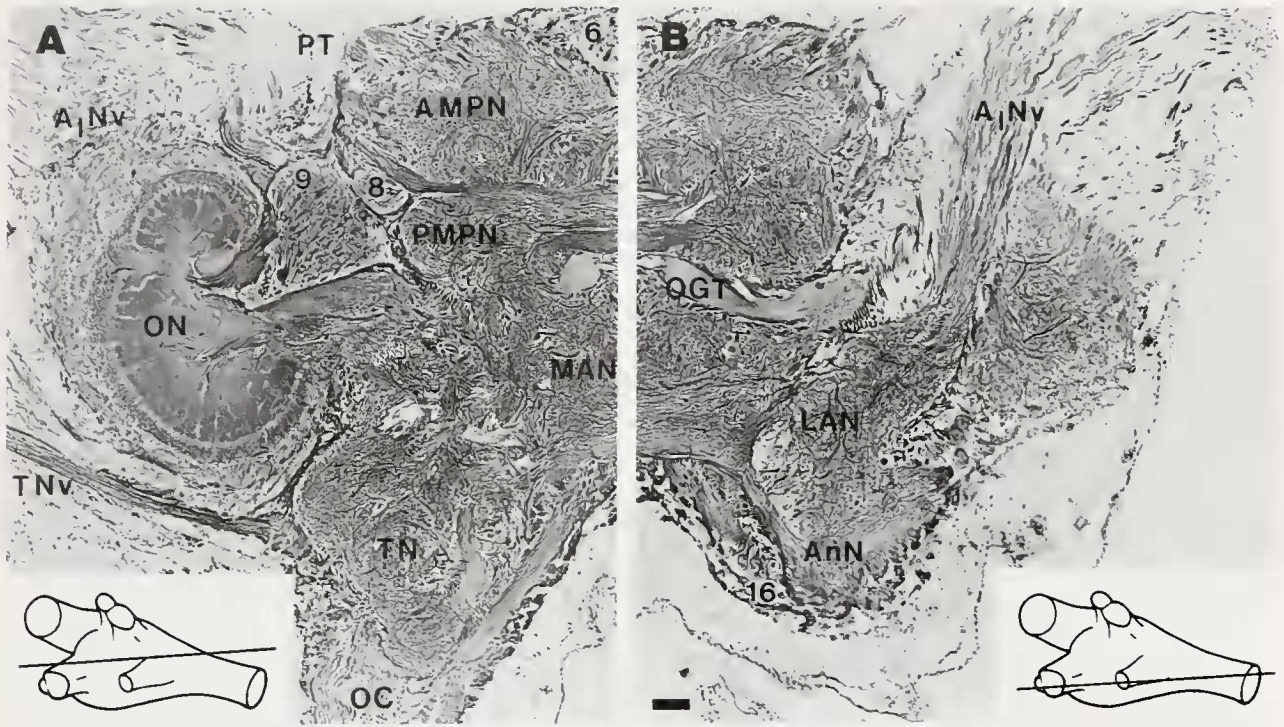 A
PT
AMPN
6
A₁Nv
9
8
PMPN
ON
MAN
TNv
TN
OC
B
A₁Nv
OGT
LAN
AnN
16